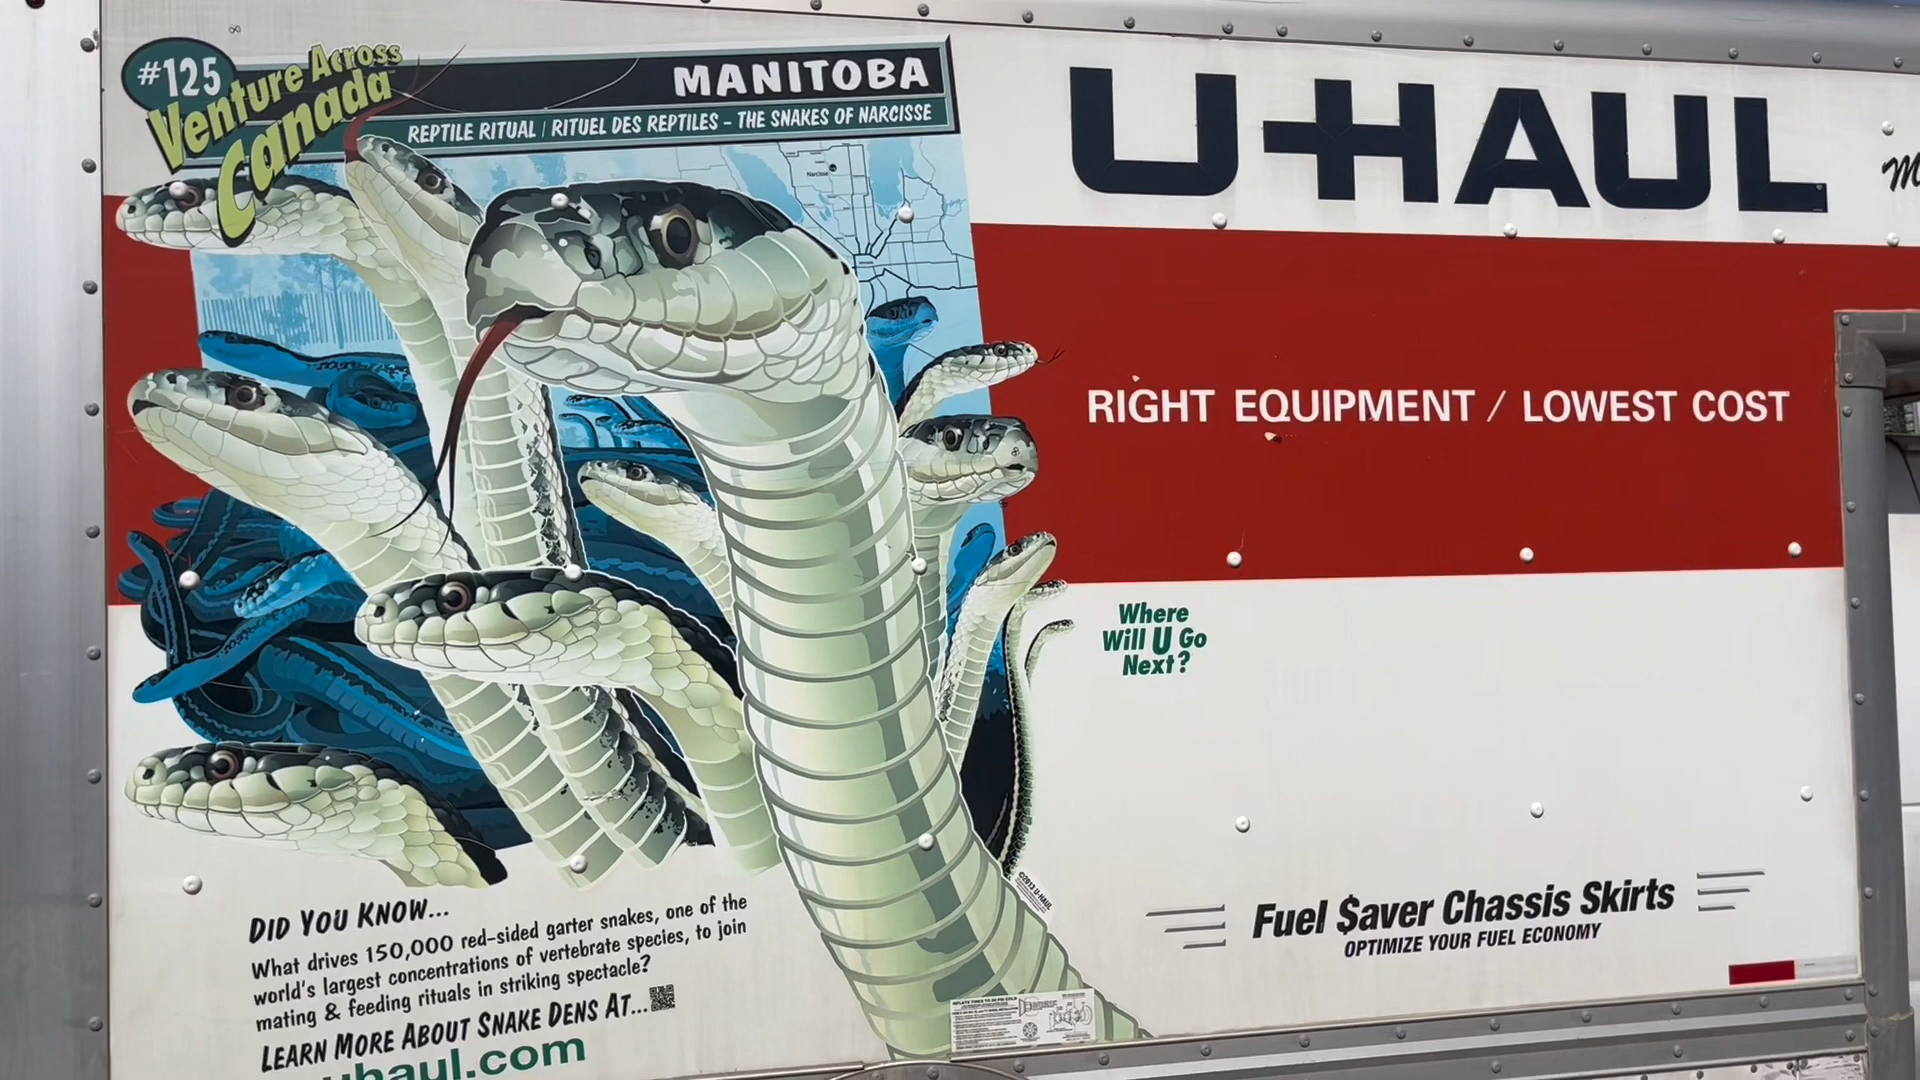 #125
Venture Across
Canada
MANITOBA
REPTILE RITUAL | RITUEL DES REPTILES – THE SNAKES OF NARCISSE
Narcisse
U-HAUL
RIGHT EQUIPMENT / LOWEST COST
Where
Will U Go
Next?
©2013 U-HAUL
DID YOU KNOW...
What drives 150,000 red-sided garter snakes, one of the
world's largest concentrations of vertebrate species, to join
mating & feeding rituals in striking spectacle?
LEARN MORE ABOUT SNAKE DENS AT...
uhaul.com
Fuel $aver Chassis Skirts
OPTIMIZE YOUR FUEL ECONOMY